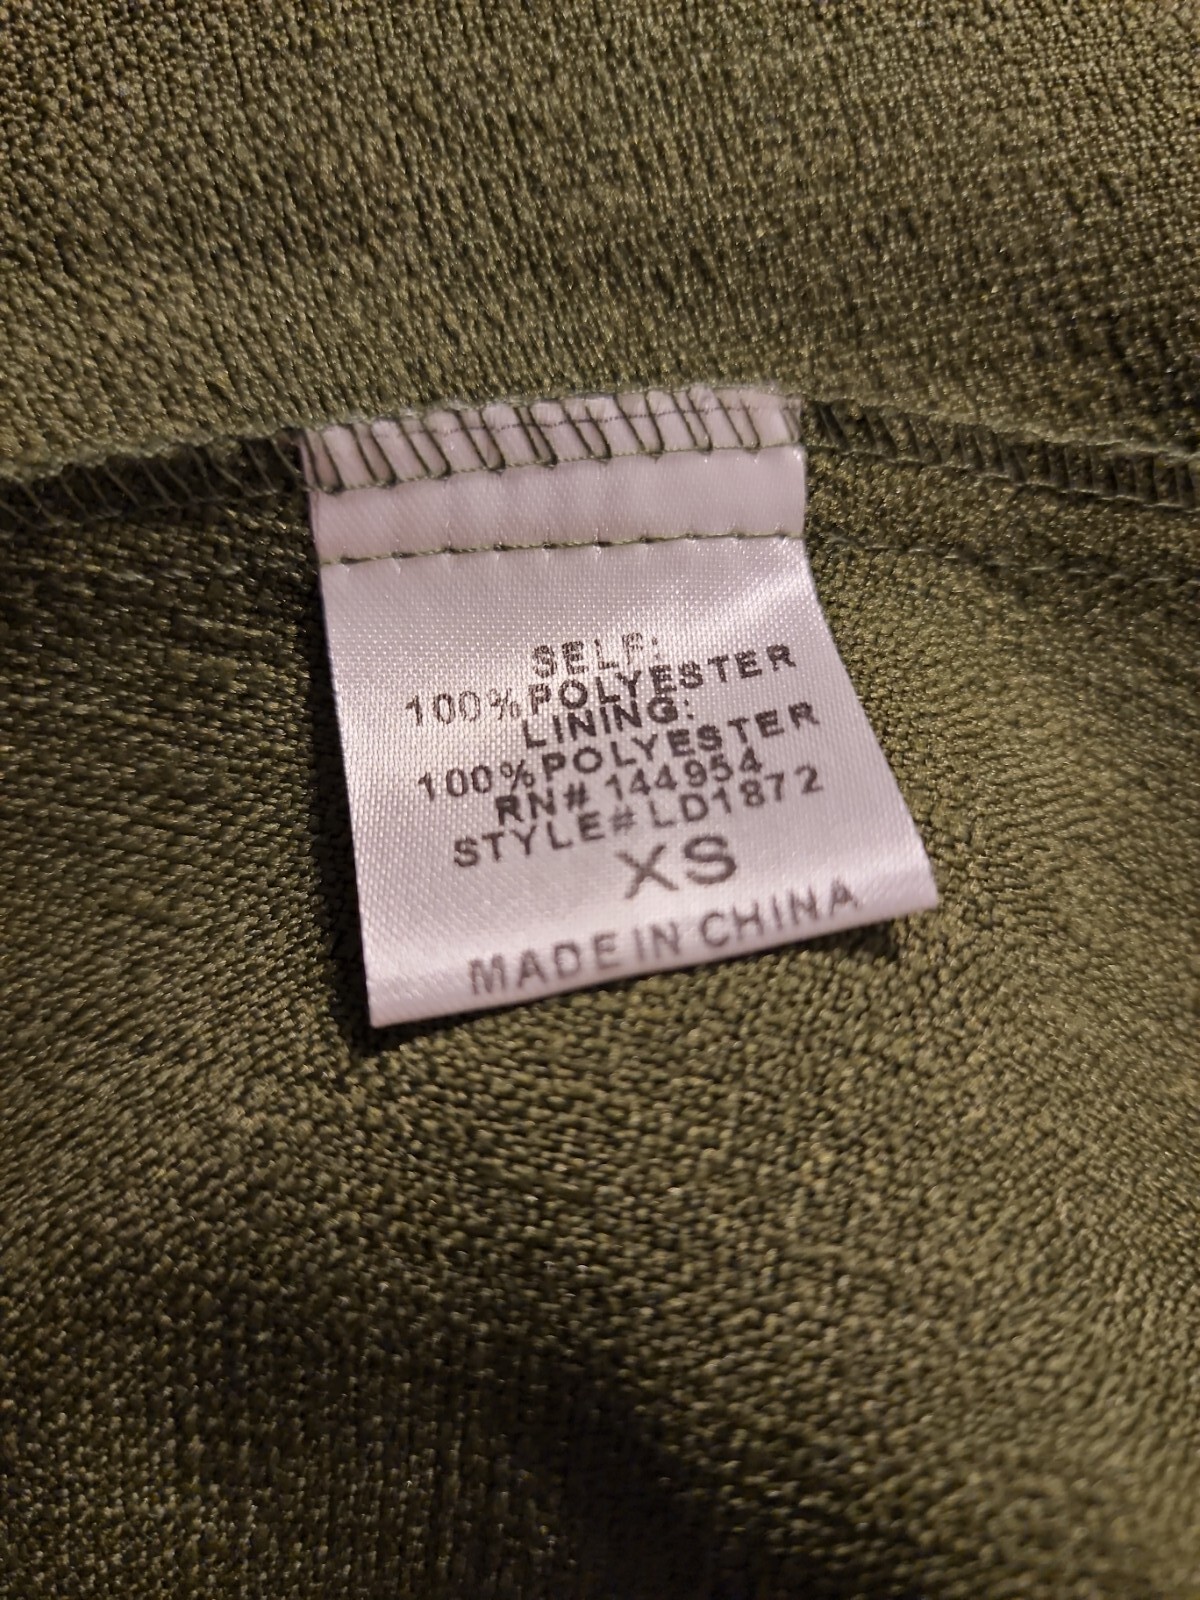 SELF:
100%POLYESTER
LINING:
100%POLYESTER
RN# 144954
STYLE#LD1872
XS
MADE IN CHINA